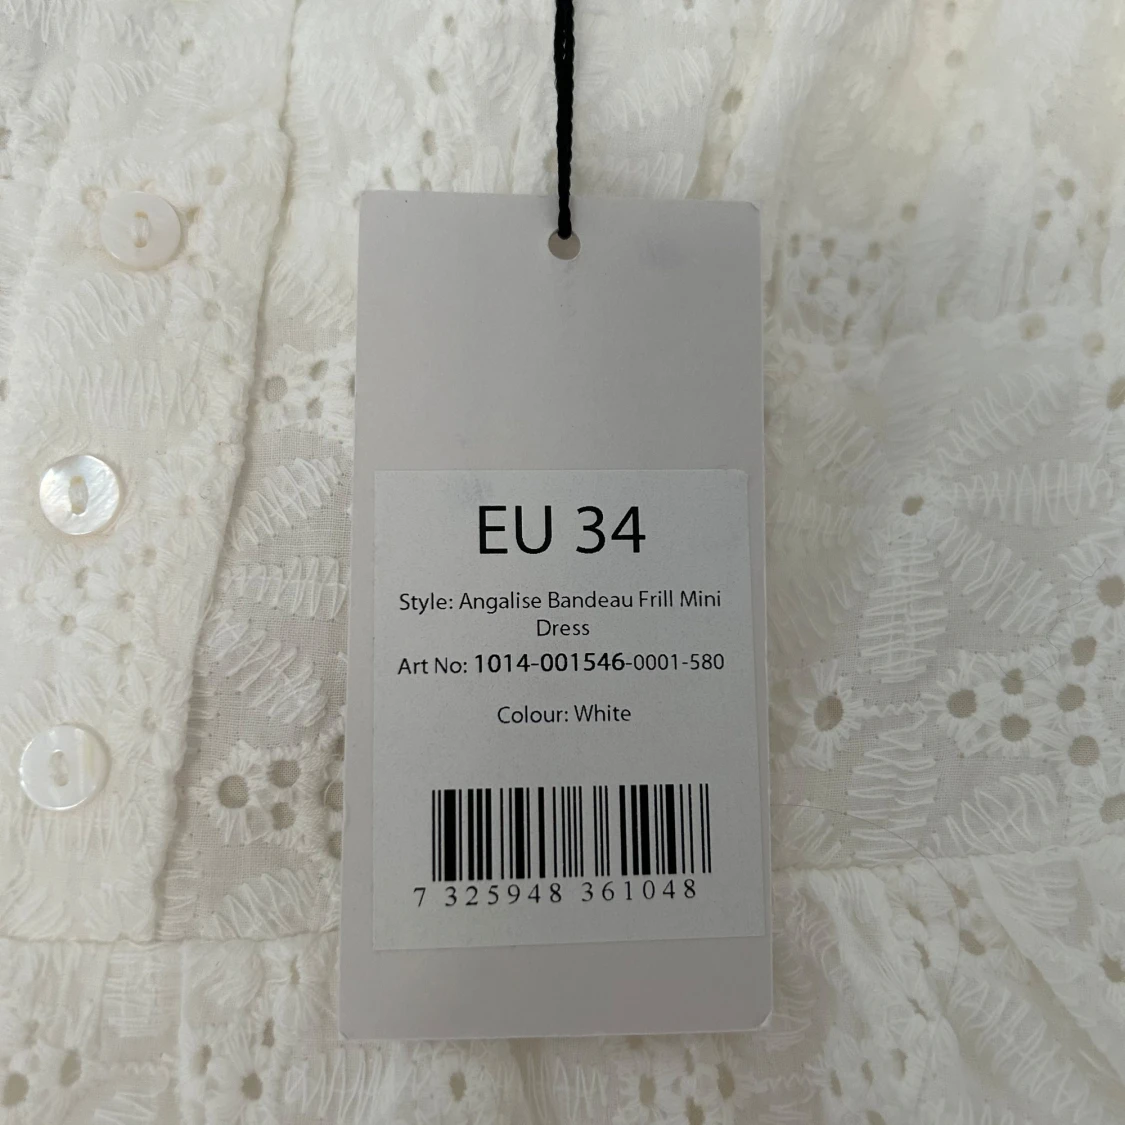 EU 34
Style: Angalise Bandeau Frill Mini
Dress
Art No: 1014-001546-0001-580
Colour: White
7 325948 361048